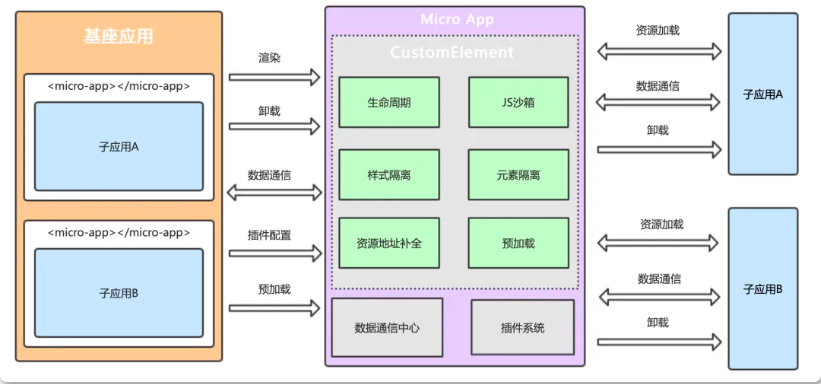 基座应用
<micro-app></micro-app>
子应用A
<micro-app></micro-app>
子应用B
渲染
卸载
数据通信
插件配置
预加载
Micro App
CustomElement
生命周期
JS沙箱
样式隔离
元素隔离
资源地址补全
预加载
数据通信中心
插件系统
资源加载
数据通信
卸载
子应用A
资源加载
数据通信
卸载
子应用B